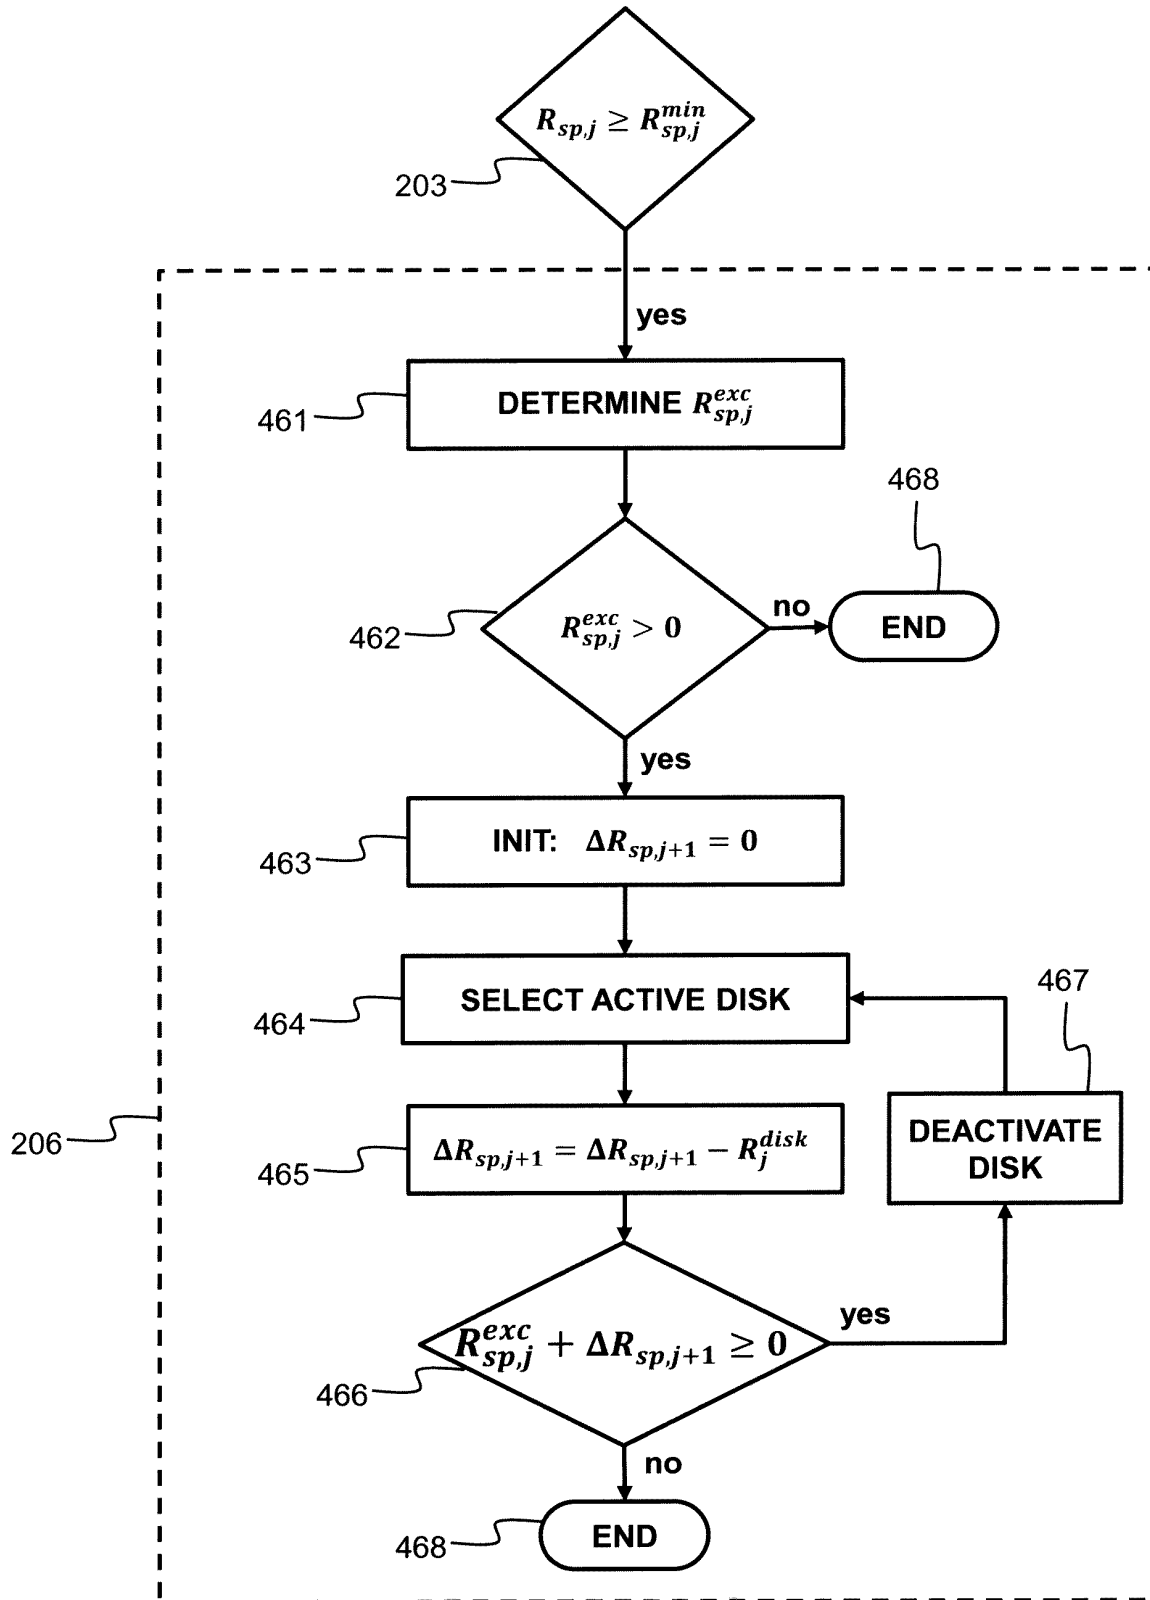 R_{sp,j} ≥ R_{sp,j}^{min}
203
yes
DETERMINE R_{sp,j}^{exc}
461
468
R_{sp,j}^{exc} > 0
no
END
462
yes
INIT: ΔR_{sp,j+1} = 0
463
SELECT ACTIVE DISK
467
464
206
ΔR_{sp,j+1} = ΔR_{sp,j+1} − R_j^{disk}
DEACTIVATE
DISK
465
yes
R_{sp,j}^{exc} + ΔR_{sp,j+1} ≥ 0
466
no
END
468